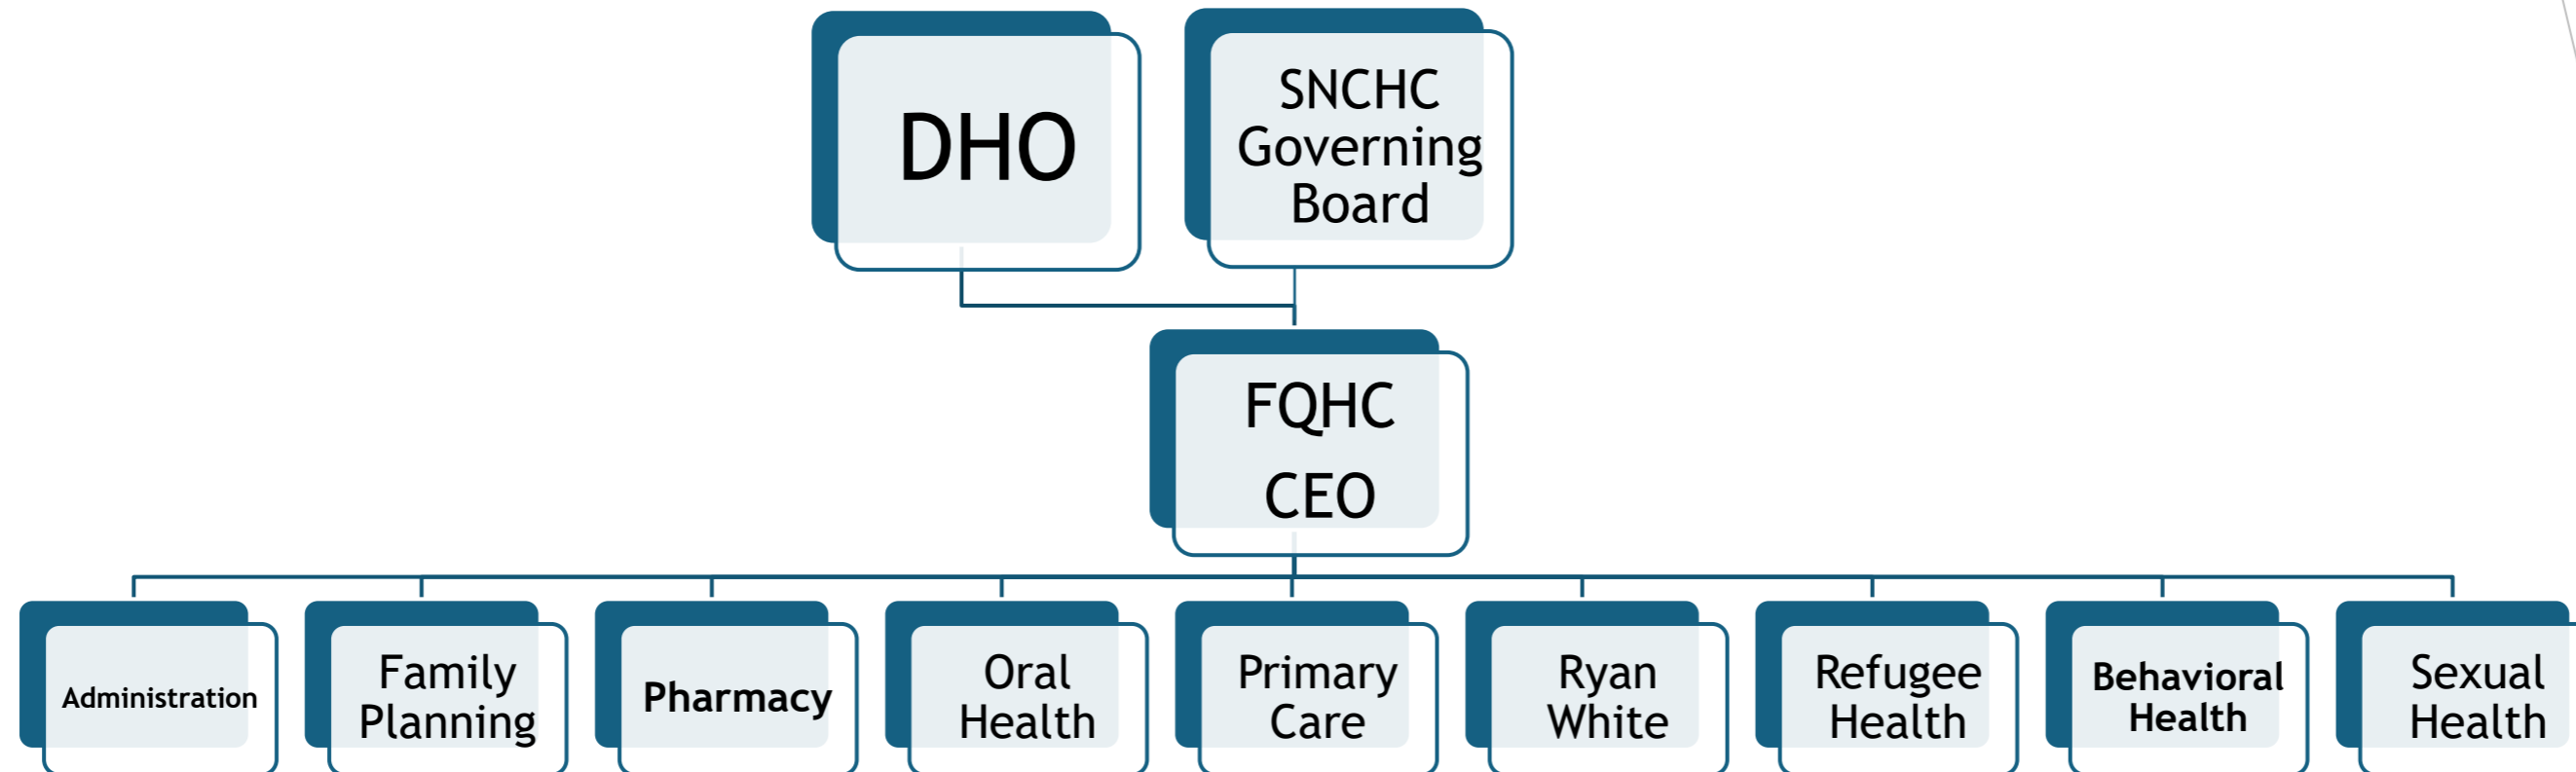 DHO
SNCHC
Governing
Board
FQHC
CEO
Administration
Family
Planning
Pharmacy
Oral
Health
Primary
Care
Ryan
White
Refugee
Health
Behavioral
Health
Sexual
Health